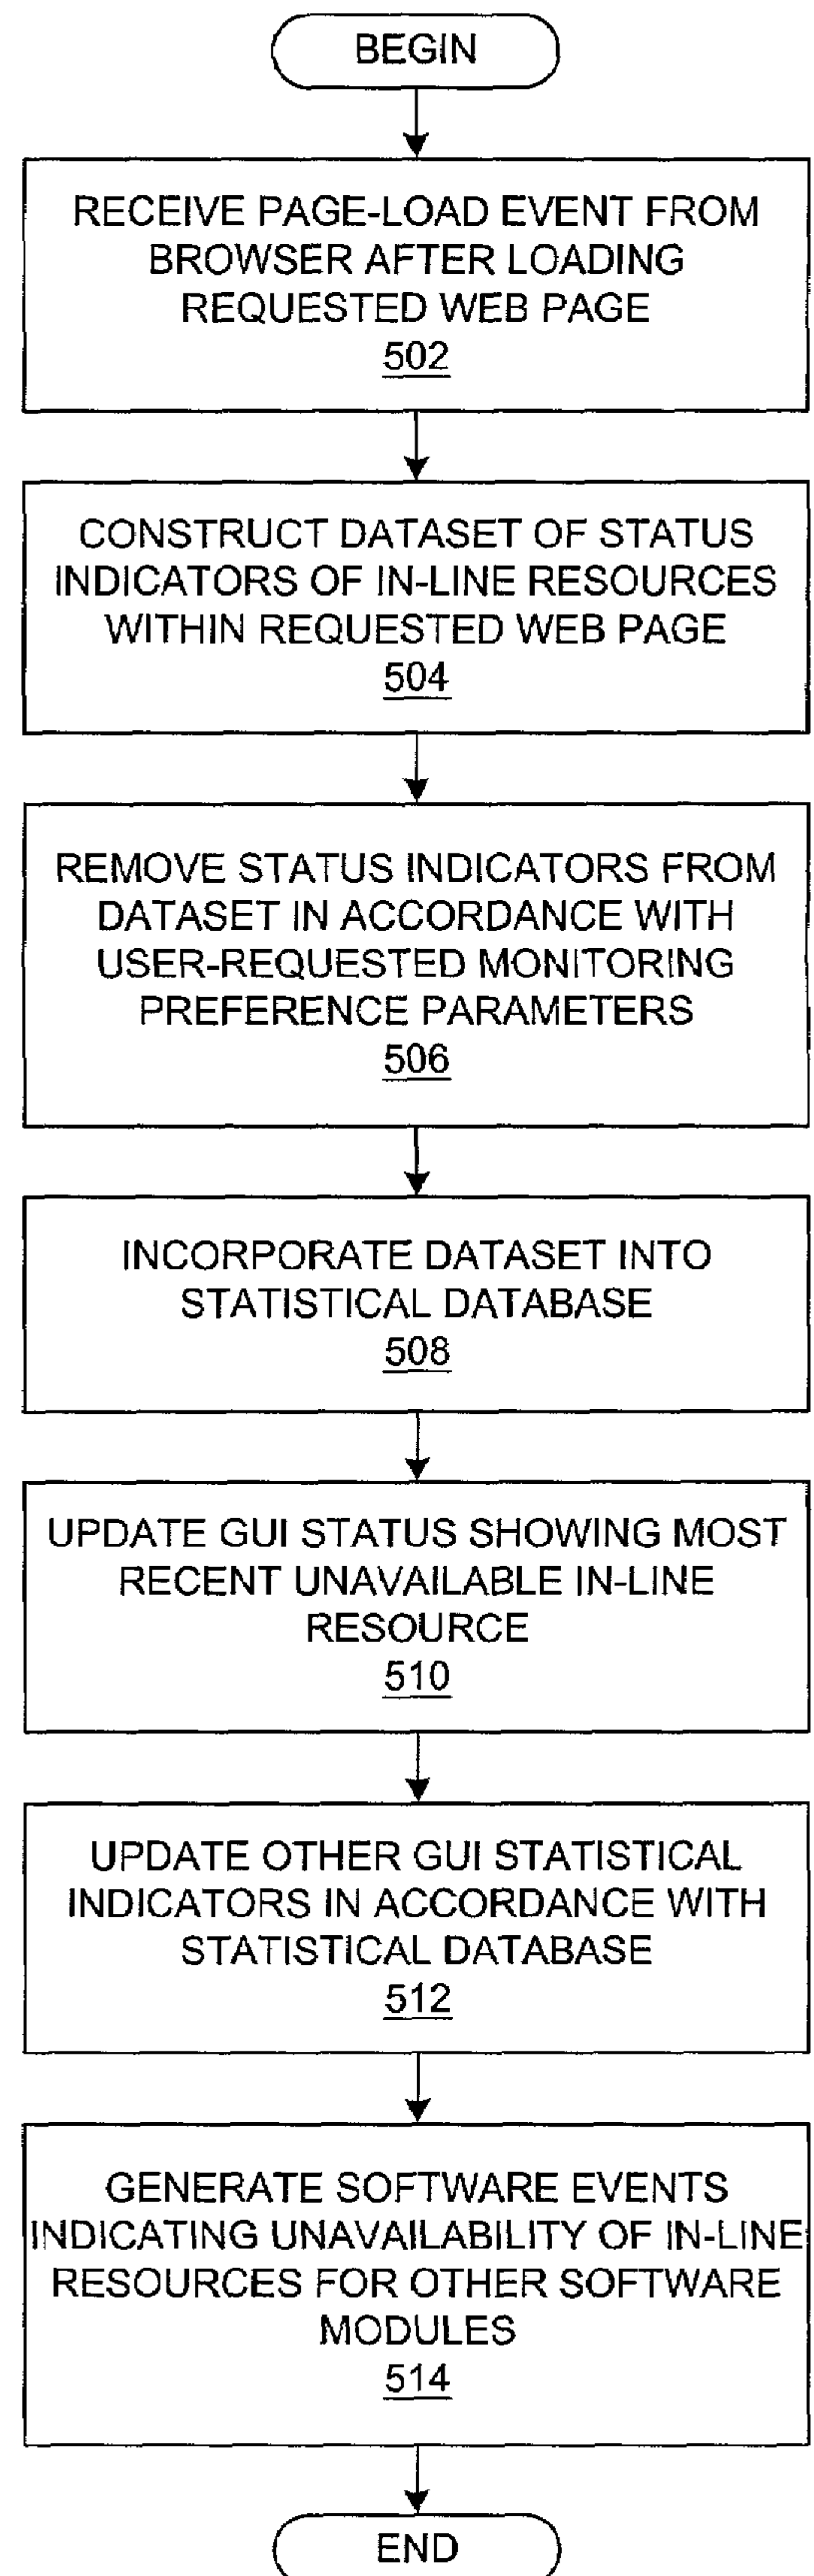 BEGIN
RECEIVE PAGE-LOAD EVENT FROM
BROWSER AFTER LOADING
REQUESTED WEB PAGE
502
CONSTRUCT DATASET OF STATUS
INDICATORS OF IN-LINE RESOURCES
WITHIN REQUESTED WEB PAGE
504
REMOVE STATUS INDICATORS FROM
DATASET IN ACCORDANCE WITH
USER-REQUESTED MONITORING
PREFERENCE PARAMETERS
506
INCORPORATE DATASET INTO
STATISTICAL DATABASE
508
UPDATE GUI STATUS SHOWING MOST
RECENT UNAVAILABLE IN-LINE
RESOURCE
510
UPDATE OTHER GUI STATISTICAL
INDICATORS IN ACCORDANCE WITH
STATISTICAL DATABASE
512
GENERATE SOFTWARE EVENTS
INDICATING UNAVAILABILITY OF IN-LINE
RESOURCES FOR OTHER SOFTWARE
MODULES
514
END